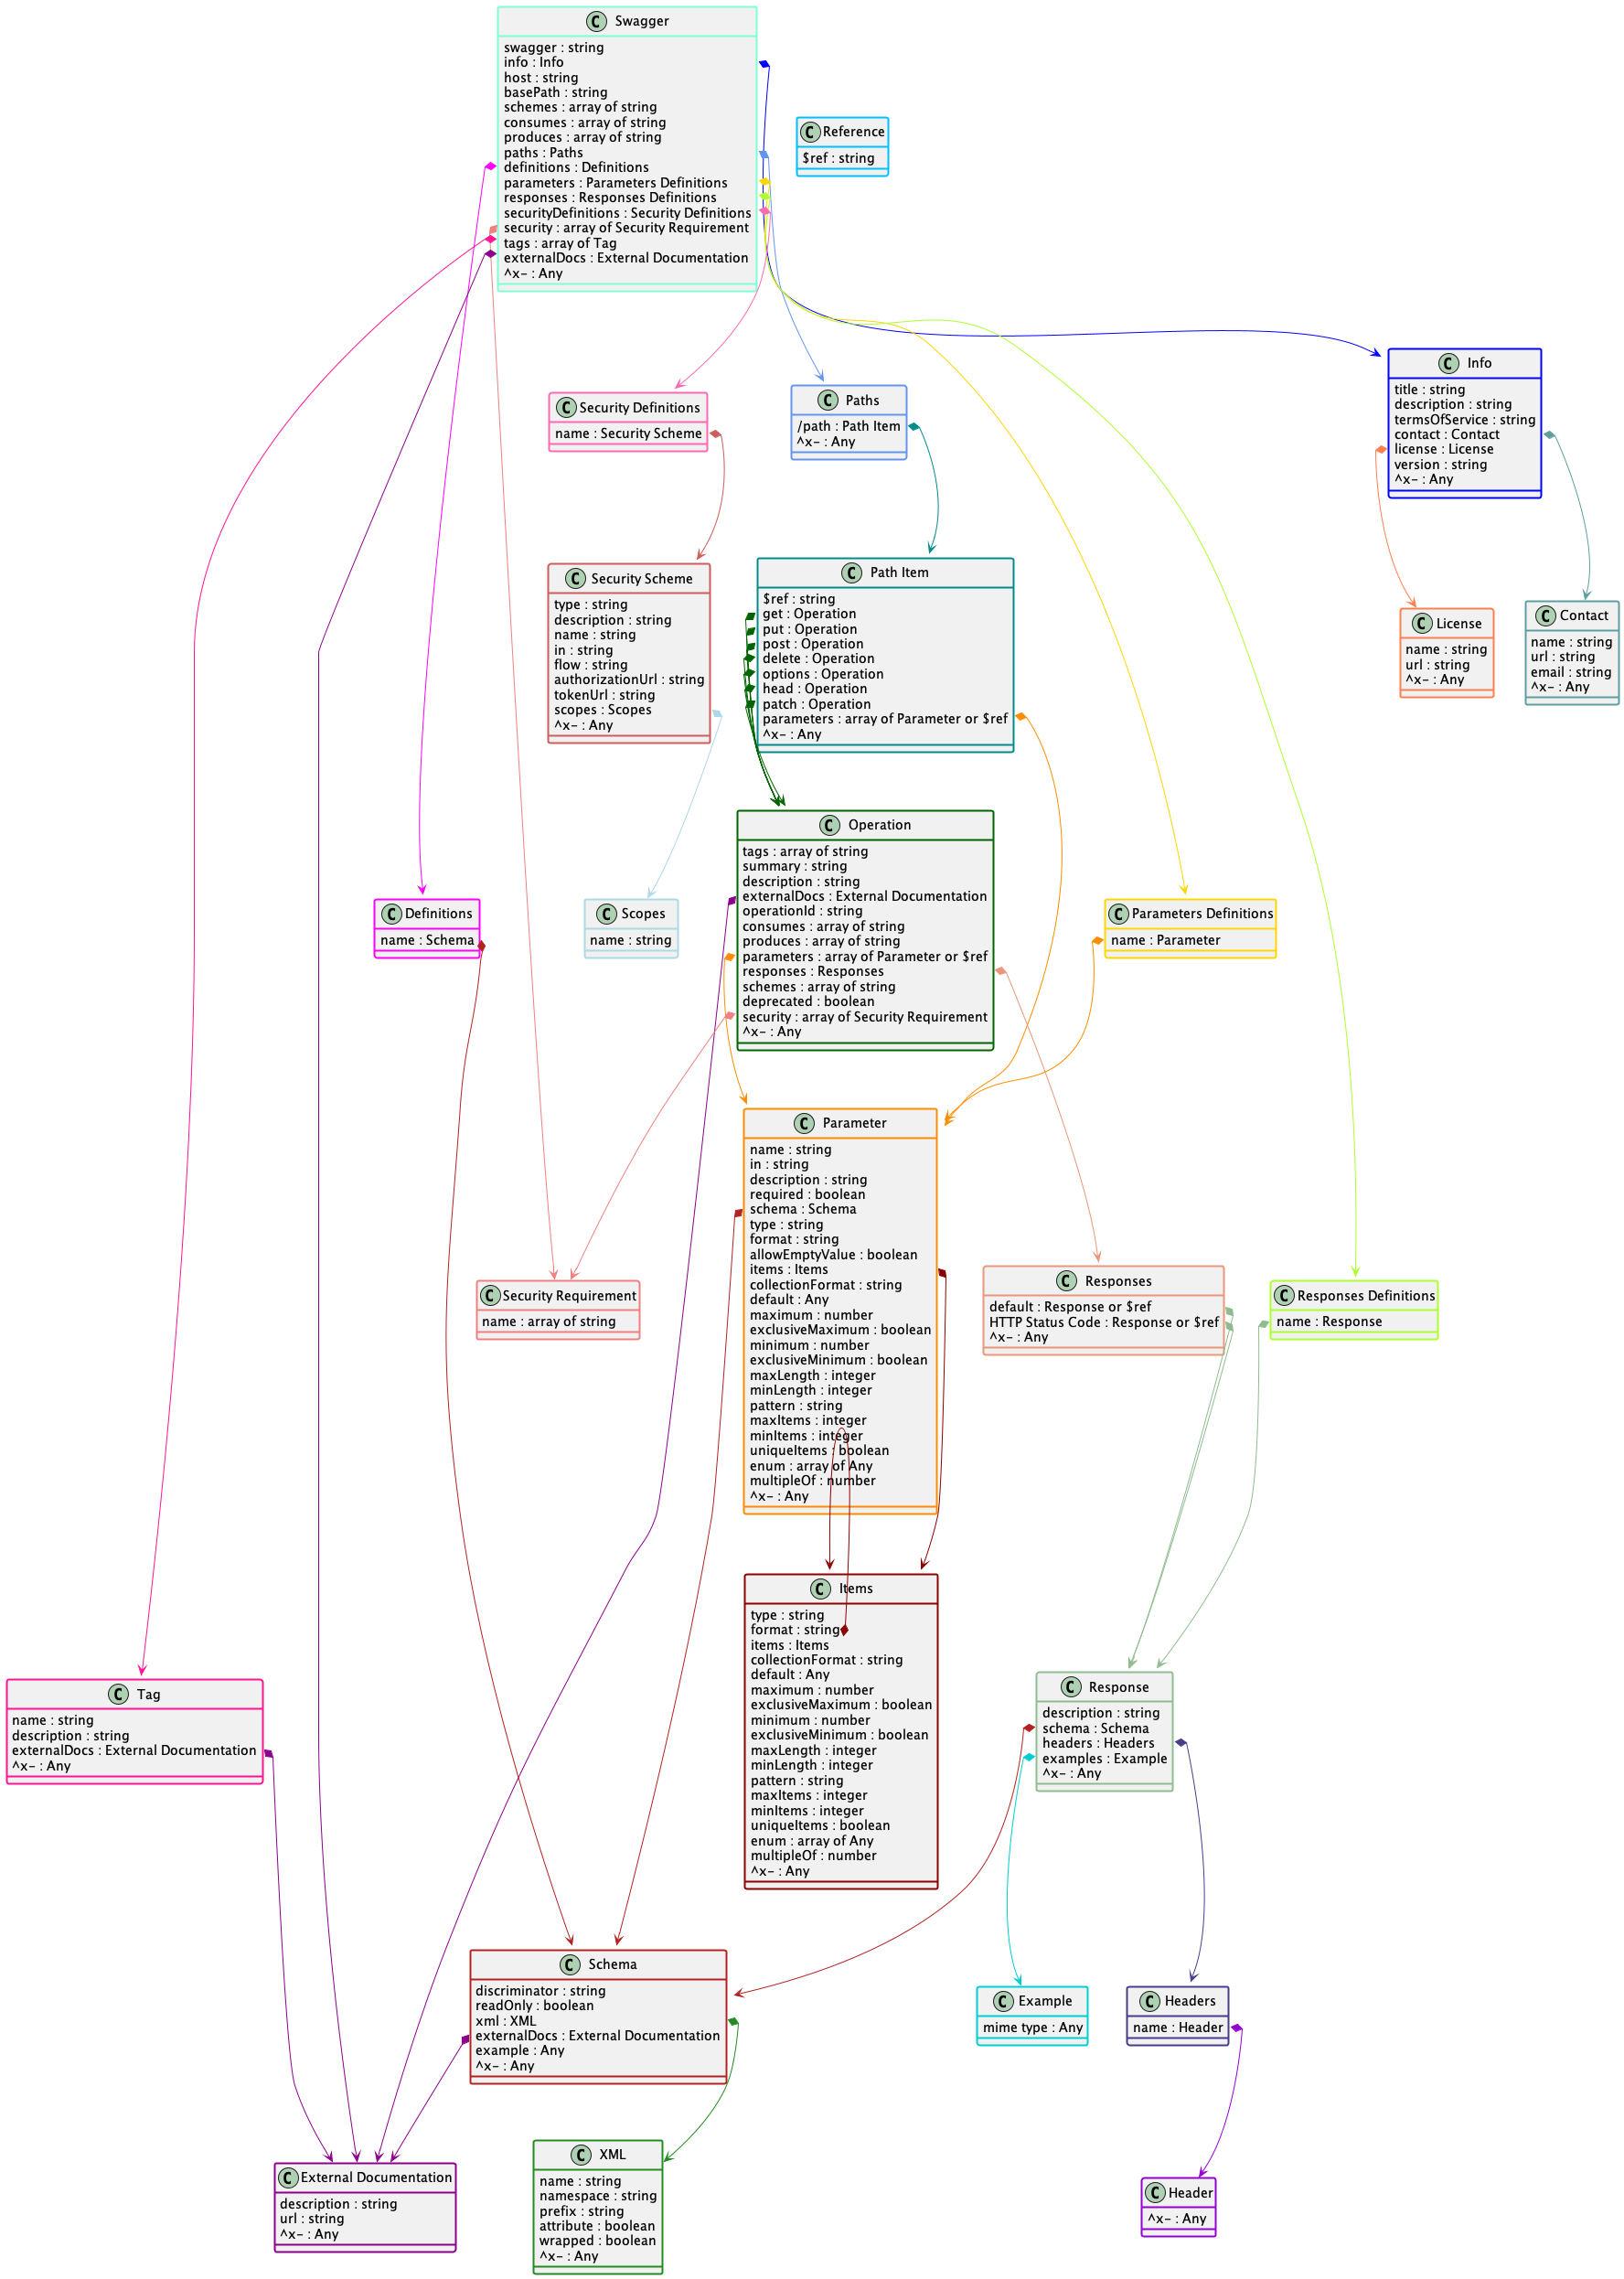 C Swagger
swagger : string
info : Info
host : string
basePath : string
schemes : array of string
consumes : array of string
produces : array of string
paths : Paths
definitions : Definitions
parameters : Parameters Definitions
responses : Responses Definitions
securityDefinitions : Security Definitions
security : array of Security Requirement
tags : array of Tag
externalDocs : External Documentation
^x- : Any
C Reference
$ref : string
C Info
title : string
description : string
termsOfService : string
contact : Contact
license : License
version : string
^x- : Any
C Security Definitions
name : Security Scheme
C Paths
/path : Path Item
^x- : Any
C Security Scheme
type : string
description : string
name : string
in : string
flow : string
authorizationUrl : string
tokenUrl : string
scopes : Scopes
^x- : Any
C Path Item
$ref : string
get : Operation
put : Operation
post : Operation
delete : Operation
options : Operation
head : Operation
patch : Operation
parameters : array of Parameter or $ref
^x- : Any
C License
name : string
url : string
^x- : Any
C Contact
name : string
url : string
email : string
^x- : Any
C Operation
tags : array of string
summary : string
description : string
externalDocs : External Documentation
operationId : string
consumes : array of string
produces : array of string
parameters : array of Parameter or $ref
responses : Responses
schemes : array of string
deprecated : boolean
security : array of Security Requirement
^x- : Any
C Definitions
name : Schema
C Scopes
name : string
C Parameters Definitions
name : Parameter
C Parameter
name : string
in : string
description : string
required : boolean
schema : Schema
type : string
format : string
allowEmptyValue : boolean
items : Items
collectionFormat : string
default : Any
maximum : number
exclusiveMaximum : boolean
minimum : number
exclusiveMinimum : boolean
maxLength : integer
minLength : integer
pattern : string
maxItems : integer
minItems : integer
uniqueItems : boolean
enum : array of Any
multipleOf : number
^x- : Any
C Security Requirement
name : array of string
C Responses
default : Response or $ref
HTTP Status Code : Response or $ref
^x- : Any
C Responses Definitions
name : Response
C Items
type : string
format : string
items : Items
collectionFormat : string
default : Any
maximum : number
exclusiveMaximum : boolean
minimum : number
exclusiveMinimum : boolean
maxLength : integer
minLength : integer
pattern : string
maxItems : integer
minItems : integer
uniqueItems : boolean
enum : array of Any
multipleOf : number
^x- : Any
C Tag
name : string
description : string
externalDocs : External Documentation
^x- : Any
C Response
description : string
schema : Schema
headers : Headers
examples : Example
^x- : Any
C Schema
discriminator : string
readOnly : boolean
xml : XML
externalDocs : External Documentation
example : Any
^x- : Any
C Example
mime type : Any
C Headers
name : Header
C External Documentation
description : string
url : string
^x- : Any
C XML
name : string
namespace : string
prefix : string
attribute : boolean
wrapped : boolean
^x- : Any
C Header
^x- : Any